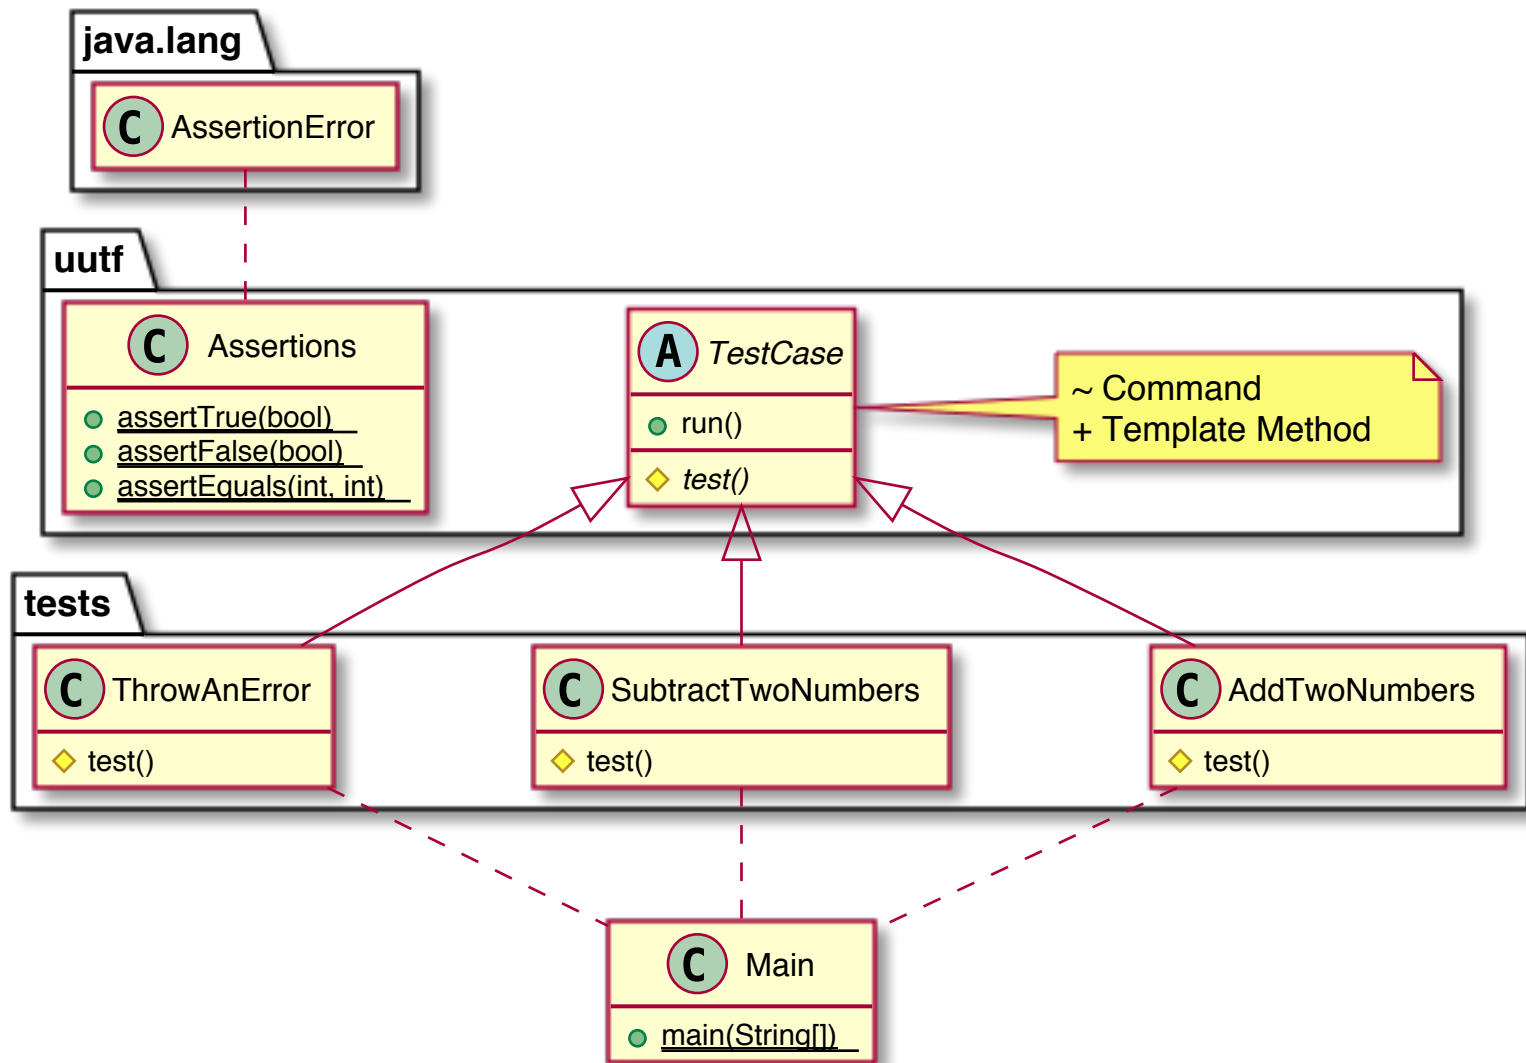 java.lang
C AssertionError
uutf
C Assertions
assertTrue(bool)
assertFalse(bool)
assertEquals(int, int)
A TestCase
run()
test()
~ Command
+ Template Method
tests
C ThrowAnError
test()
C SubtractTwoNumbers
test()
C AddTwoNumbers
test()
C Main
main(String[])